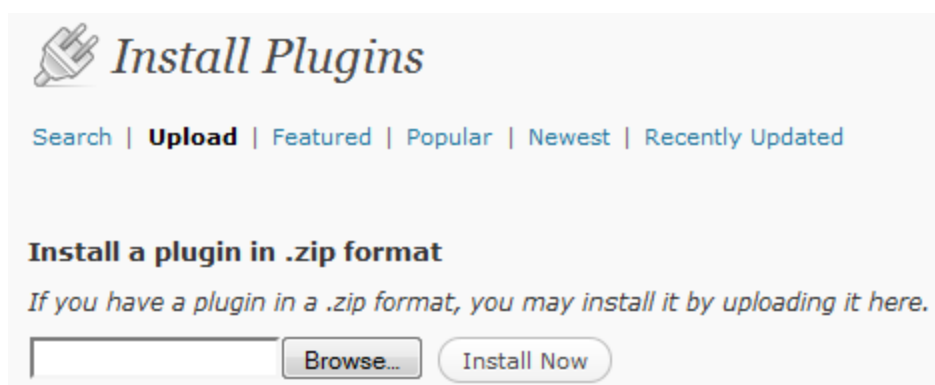 Install Plugins
Search | Upload | Featured | Popular | Newest | Recently Updated
Install a plugin in .zip format
If you have a plugin in a .zip format, you may install it by uploading it here.
Browse... Install Now